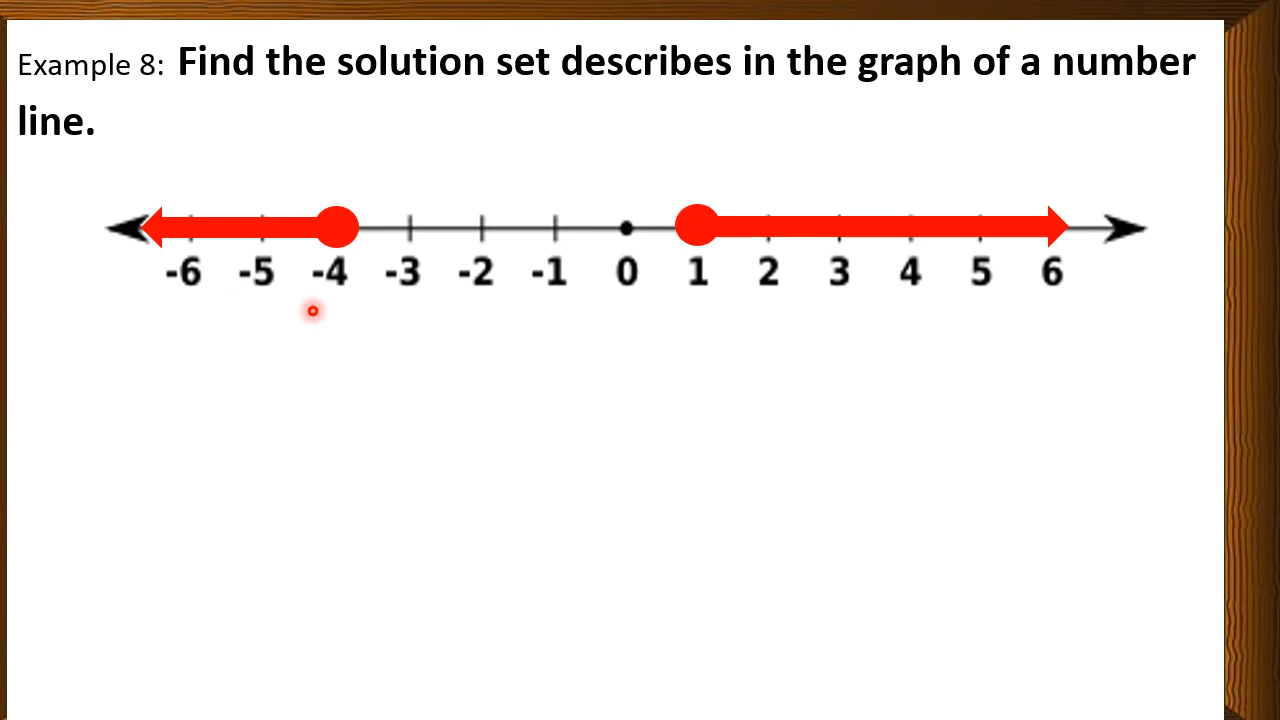 Example 8: Find the solution set describes in the graph of a number
line.
-6 -5 -4 -3 -2 -1 0 1 2 3 4 5 6